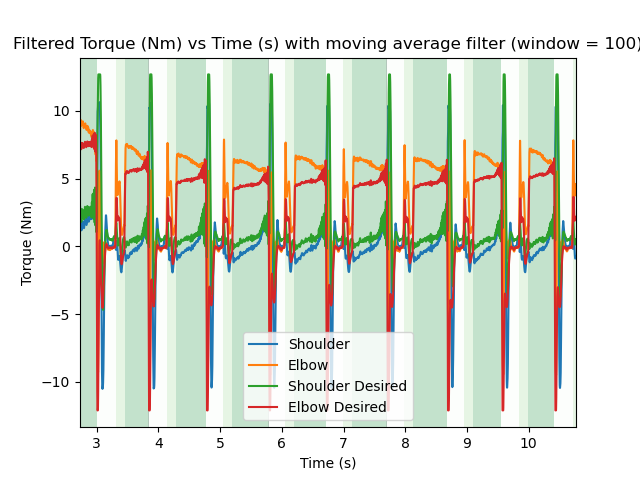 Filtered Torque (Nm) vs Time (s) with moving average filter (window = 100)
10
5
0
−5
−10
Torque (Nm)
Shoulder
Elbow
Shoulder Desired
Elbow Desired
3 4 5 6 7 8 9 10
Time (s)